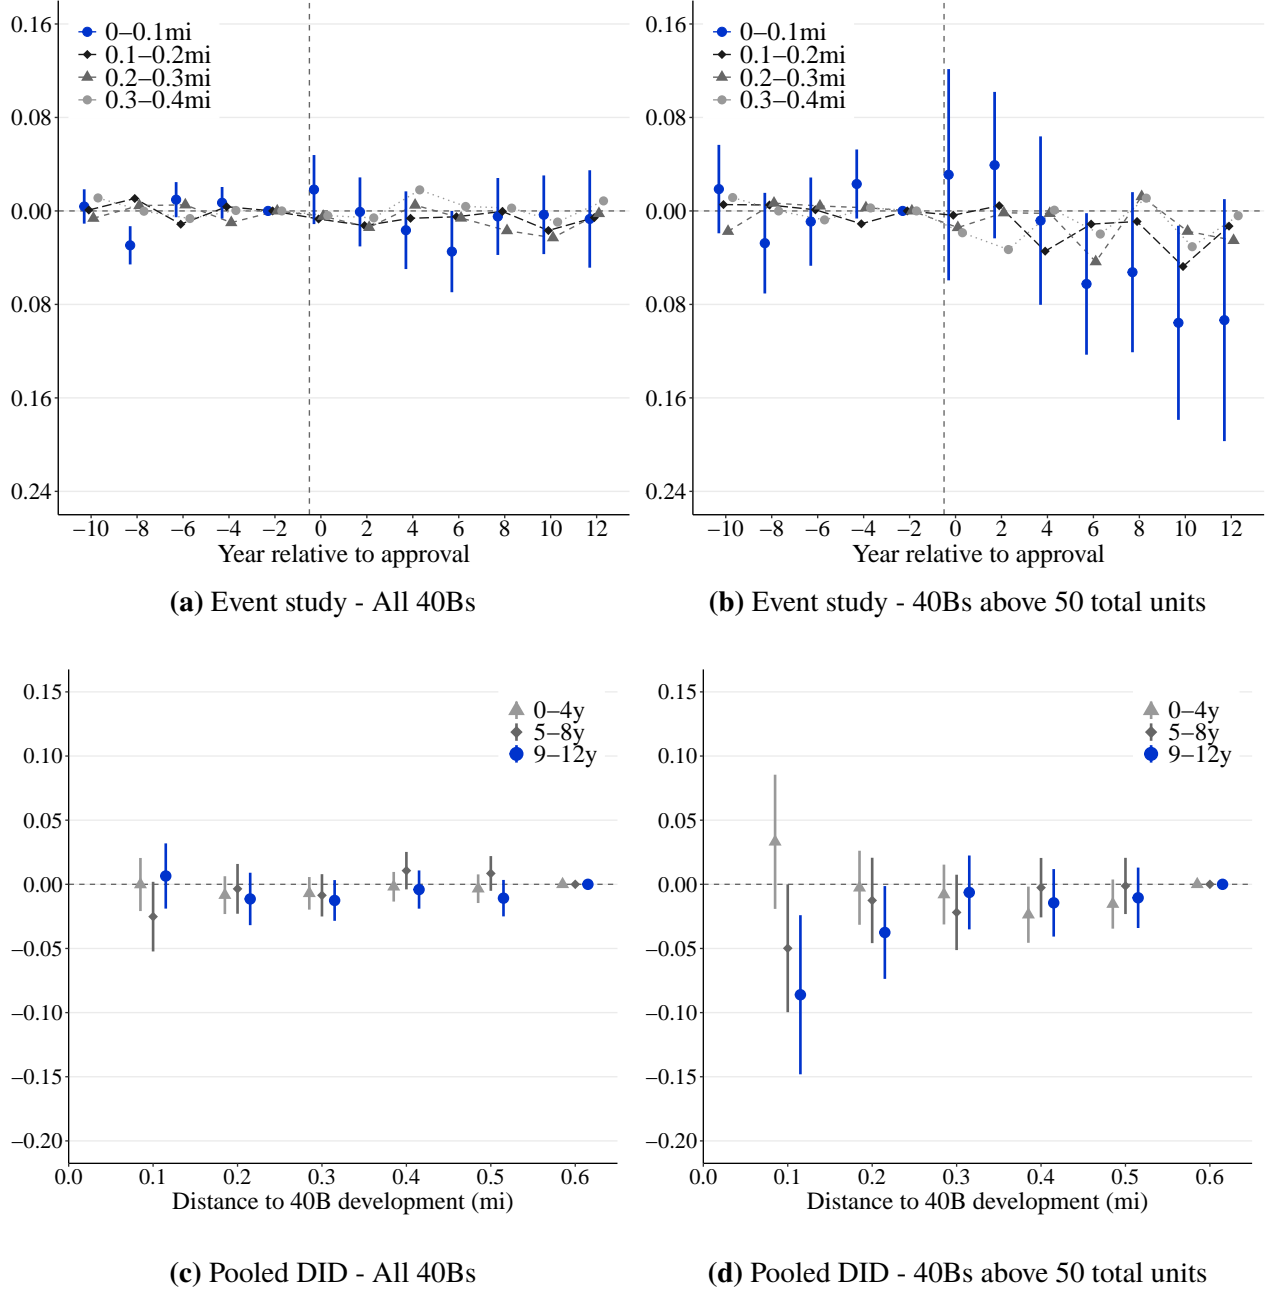 0.16
0.08
0.00
0.08
0.16
0.24
0–0.1mi
0.1–0.2mi
0.2–0.3mi
0.3–0.4mi
−10 −8 −6 −4 −2 0 2 4 6 8 10 12
Year relative to approval
(a) Event study - All 40Bs
0.16
0.08
0.00
0.08
0.16
0.24
0–0.1mi
0.1–0.2mi
0.2–0.3mi
0.3–0.4mi
−10 −8 −6 −4 −2 0 2 4 6 8 10 12
Year relative to approval
(b) Event study - 40Bs above 50 total units
0.15
0.10
0.05
0.00
−0.05
−0.10
−0.15
−0.20
0–4y
5–8y
9–12y
0.0 0.1 0.2 0.3 0.4 0.5 0.6
Distance to 40B development (mi)
(c) Pooled DID - All 40Bs
0.15
0.10
0.05
0.00
−0.05
−0.10
−0.15
−0.20
0–4y
5–8y
9–12y
0.0 0.1 0.2 0.3 0.4 0.5 0.6
Distance to 40B development (mi)
(d) Pooled DID - 40Bs above 50 total units